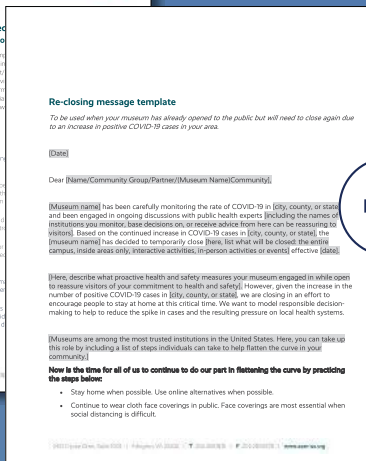 Re-closing message template
To be used when your museum has already opened to the public but will need to close again due
to an increase in positive COVID-19 cases in your area.
[Date]
Dear [Name/Community Group/Partner/(Museum Name)Community],
[Museum name] has been carefully monitoring the rate of COVID-19 in [city, county, or state]
and been engaged in ongoing discussions with public health experts [including the names of
institutions you monitor, base decisions on, or receive advice from here can be reassuring to
visitors]. Based on the continued increase in COVID-19 cases in [city, county, or state], the
[museum name] has decided to temporarily close [here, list what will be closed: the entire
campus, inside areas only, interactive activities, in-person activities or events] effective [date].
[Here, describe what proactive health and safety measures your museum engaged in while open
to reassure visitors of your commitment to health and safety]. However, given the increase in the
number of positive COVID-19 cases in [city, county, or state], we are closing in an effort to
encourage people to stay at home at this critical time. We want to model responsible decision-
making to help to reduce the spike in cases and the resulting pressure on local health systems.
[Museums are among the most trusted institutions in the United States. Here, you can take up
this role by including a list of steps individuals can take to help flatten the curve in your
community.]
Now is the time for all of us to continue to do our part in flattening the curve by practicing
the steps below:
• Stay home when possible. Use online alternatives when possible.
• Continue to wear cloth face coverings in public. Face coverings are most essential when
social distancing is difficult.